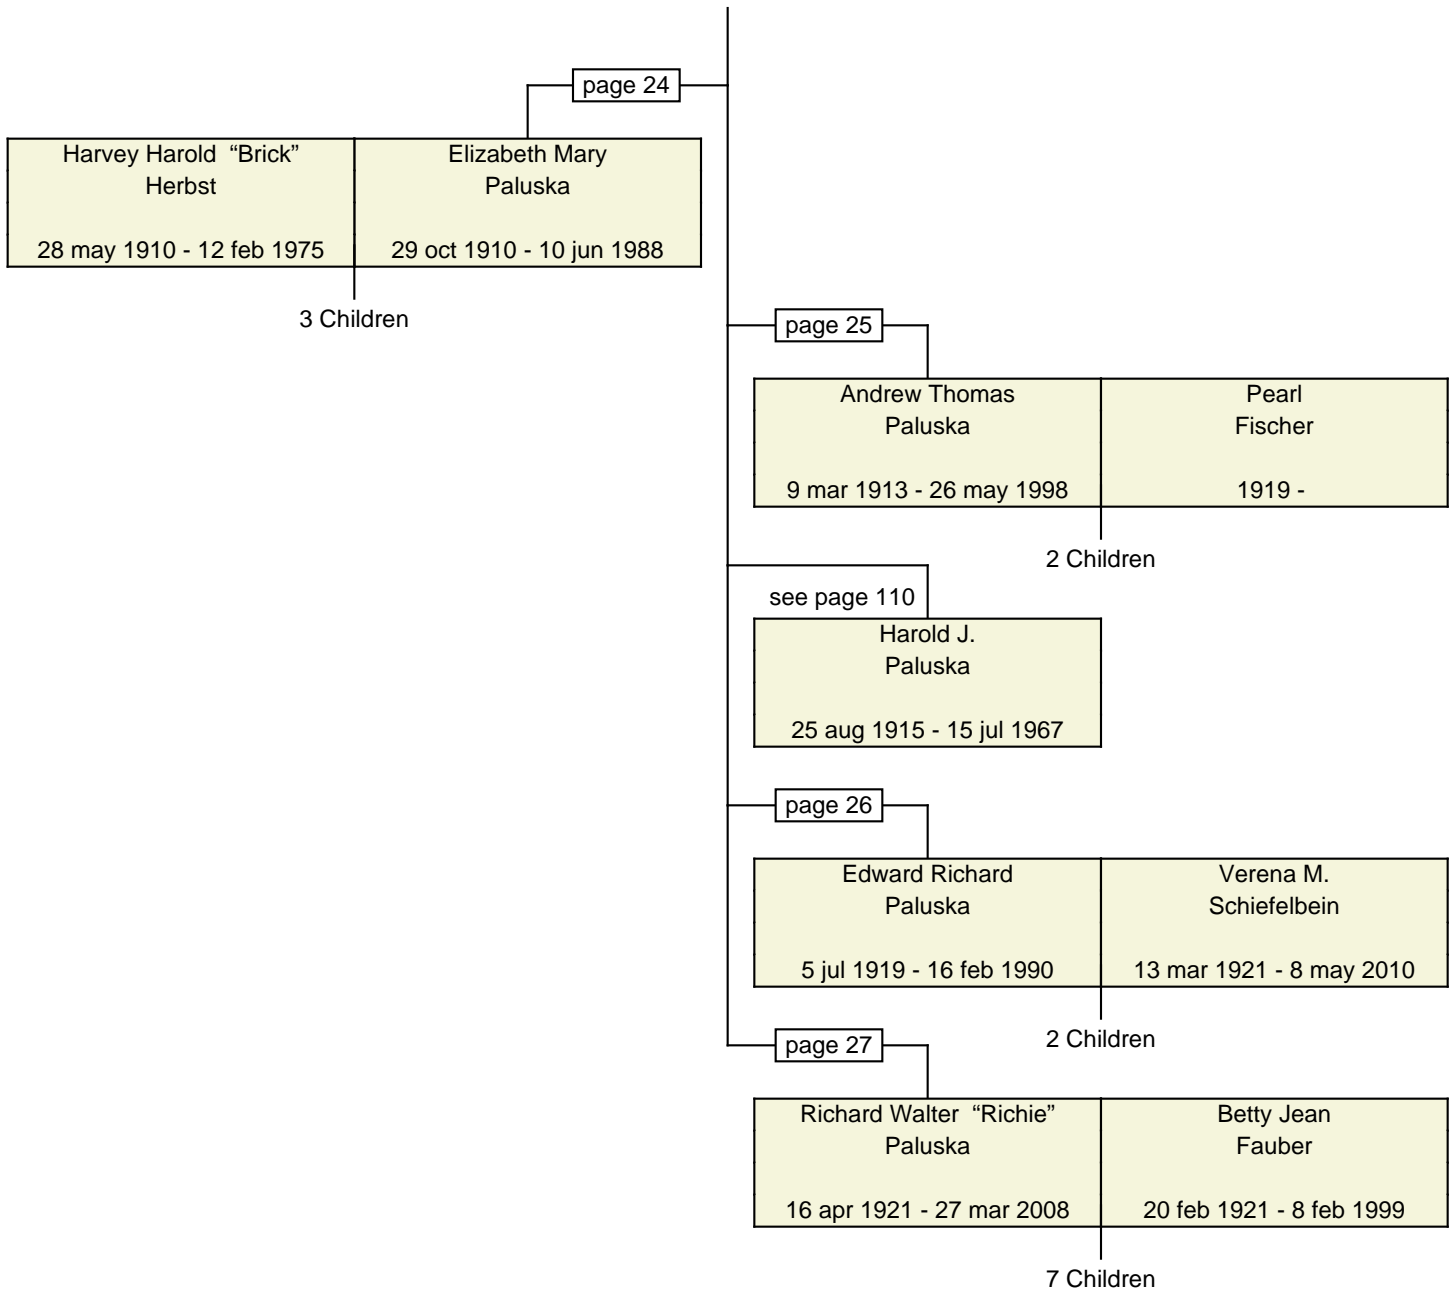 page 24
Harvey Harold “Brick”
Herbst
28 may 1910 - 12 feb 1975
Elizabeth Mary
Paluska
29 oct 1910 - 10 jun 1988
3 Children
page 25
Andrew Thomas
Paluska
9 mar 1913 - 26 may 1998
Pearl
Fischer
1919 -
2 Children
see page 110
Harold J.
Paluska
25 aug 1915 - 15 jul 1967
page 26
Edward Richard
Paluska
5 jul 1919 - 16 feb 1990
Verena M.
Schiefelbein
13 mar 1921 - 8 may 2010
2 Children
page 27
Richard Walter “Richie”
Paluska
16 apr 1921 - 27 mar 2008
Betty Jean
Fauber
20 feb 1921 - 8 feb 1999
7 Children